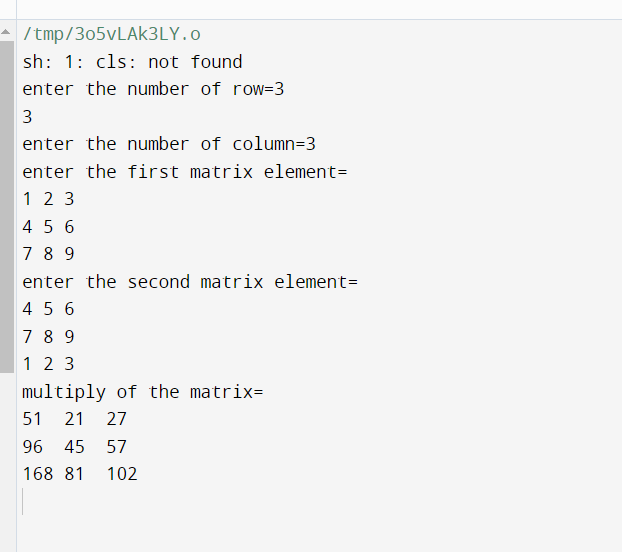 /tmp/3o5vLAk3LY.o
sh: 1: cls: not found
enter the number of row=3
3
enter the number of column=3
enter the first matrix element=
1 2 3
4 5 6
7 8 9
enter the second matrix element=
4 5 6
7 8 9
1 2 3
multiply of the matrix=
51 21 27
96 45 57
168 81 102